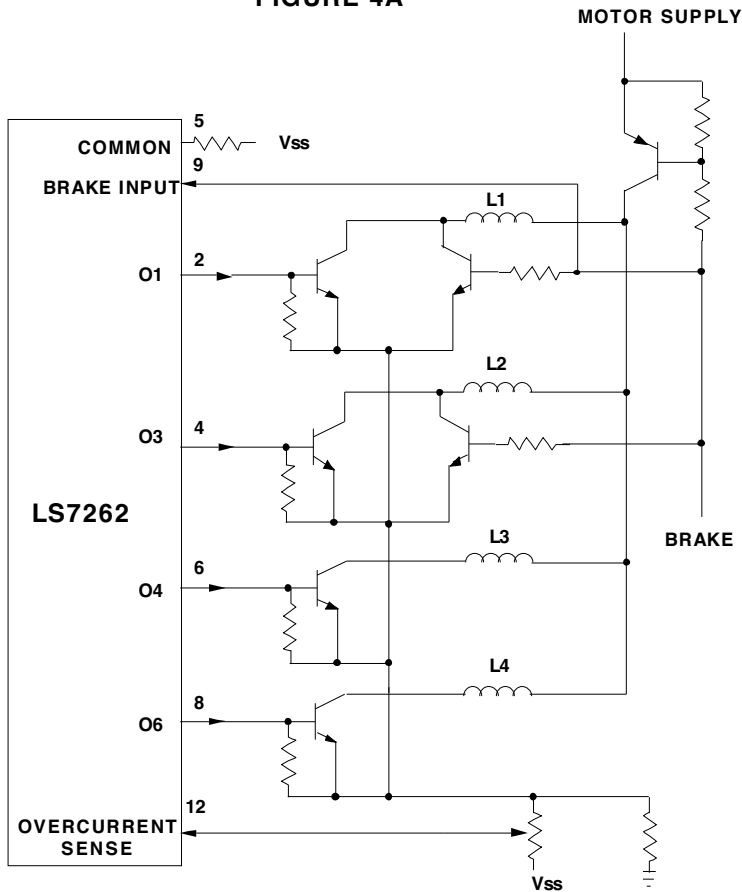 FIGURE 4A
MOTOR SUPPLY
5
COMMON
Vss
9
BRAKE INPUT
L1
O1
2
L2
O3
4
LS7262
BRAKE
L3
O4
6
L4
O6
8
12
OVERCURRENT
SENSE
Vss